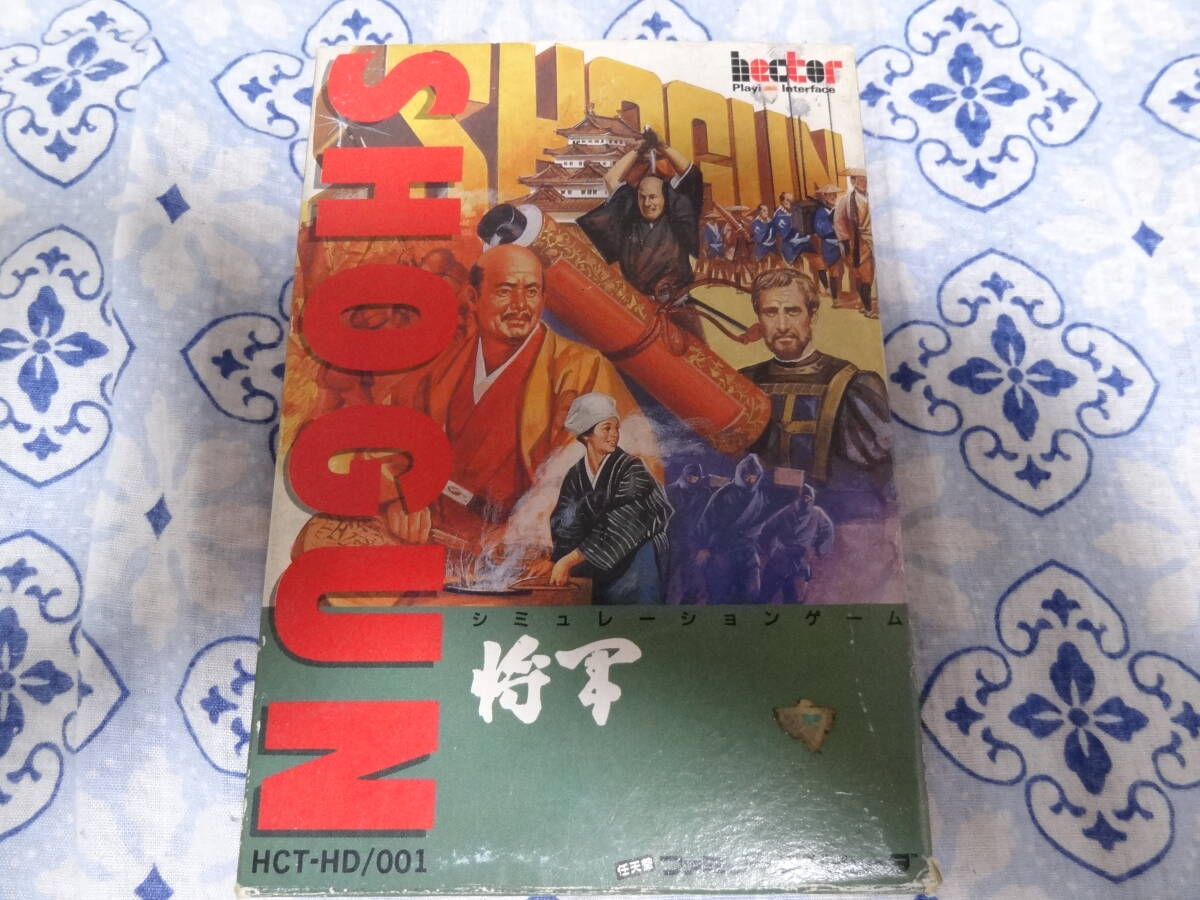 SHOGUN
hector
Playi Interface
SHOGUN
シミュレーションゲーム
将軍
HCT-HD/001
任天堂